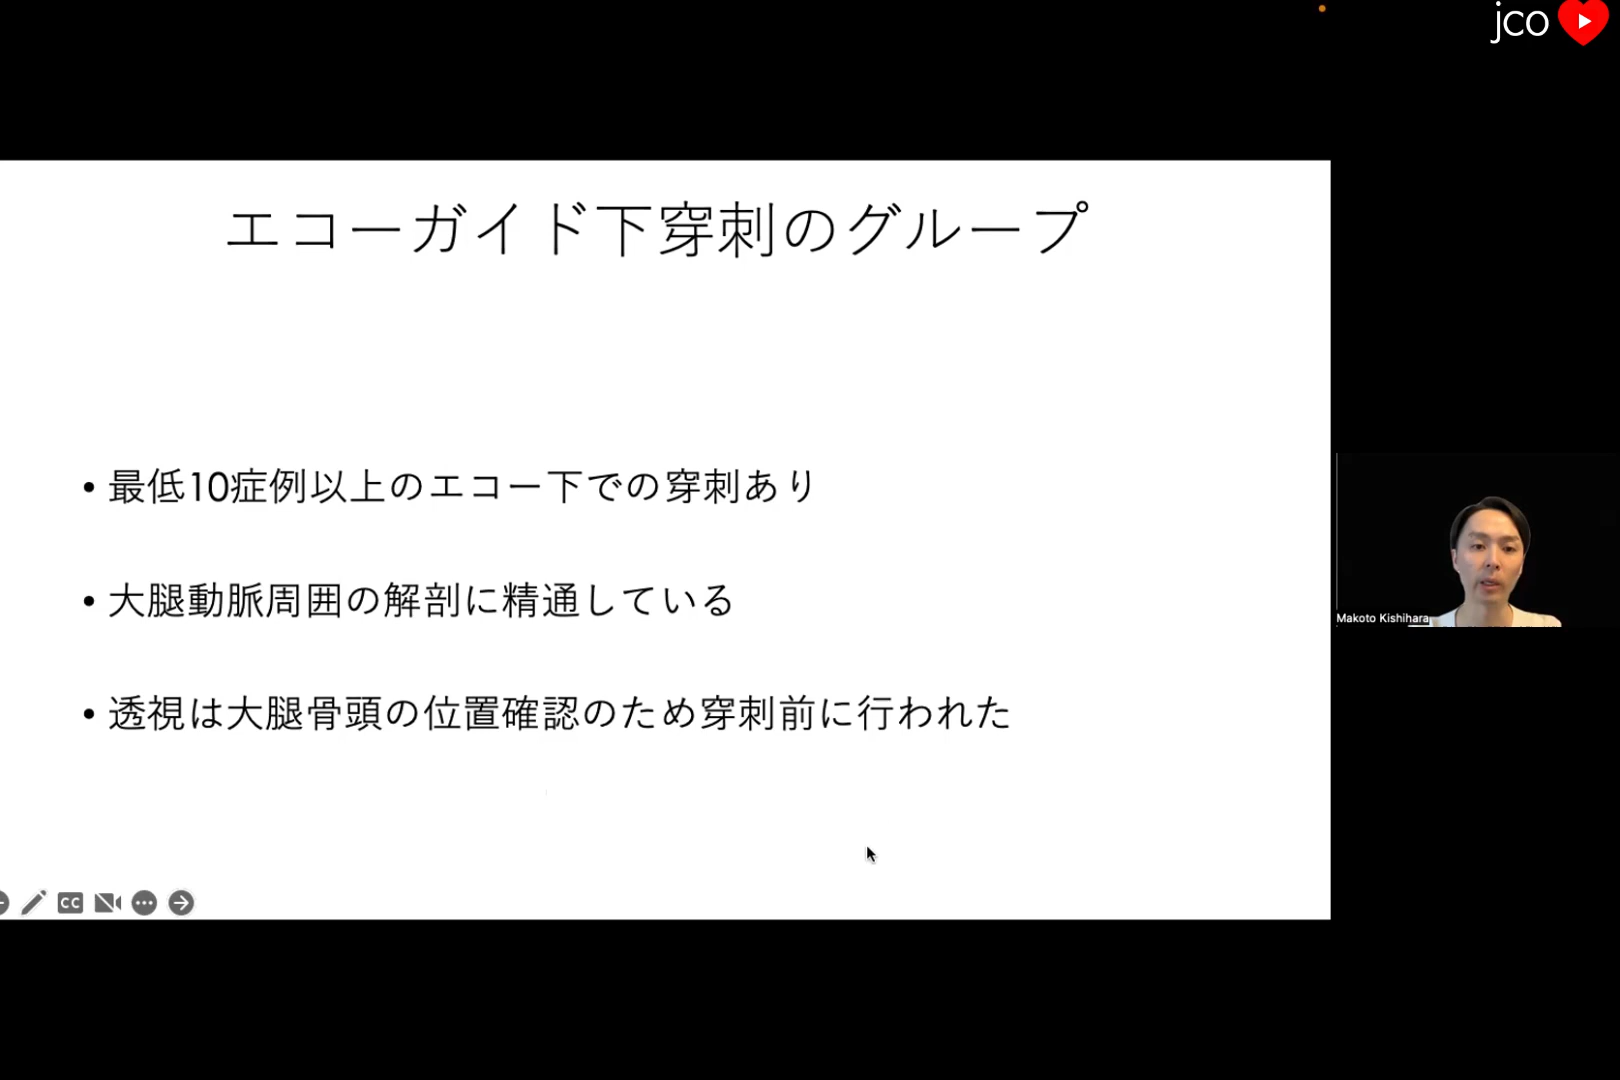 jco
エコーガイド下穿刺のグループ
• 最低10症例以上のエコー下での穿刺あり
• 大腿動脈周囲の解剖に精通している
• 透視は大腿骨頭の位置確認のため穿刺前に行われた
Makoto Kishihara
CC